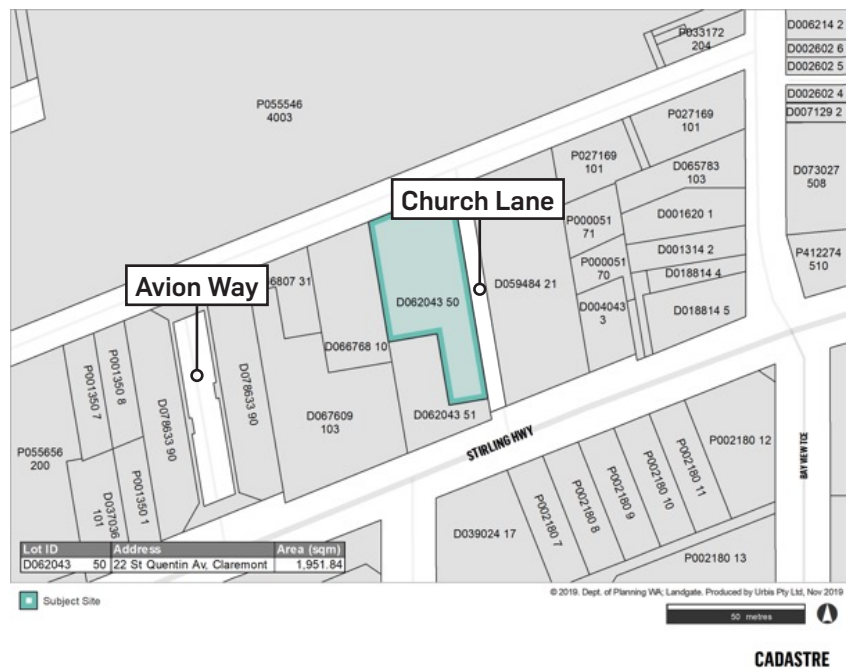 P033172
204
D006214 2
D002602 6
D002602 5
D002602 4
D007129 2
P055546
4003
P027169
101
P027169
101
D065783
103
D073027
508
Church Lane
P000051
71
D001620 1
D001314 2
P412274
510
Avion Way
6807 31
D062043 50
D059484 21
P000051
70
D018814 4
D004043
3
D018814 5
D066768 10
P001350 7
P001350 8
D078633 90
D078633 90
D067609
103
D062043 51
STIRLING HWY
P055656
200
D037036
101
P001350 1
P002180 12
BAY VIEW TCE
D039024 17
P002180 7
P002180 8
P002180 9
P002180 10
P002180 11
P002180 13
Lot ID Address Area (sqm)
D062043 50 22 St Quentin Av, Claremont 1,951.84
Subject Site
© 2019. Dept. of Planning WA; Landgate. Produced by Urbis Pty Ltd, Nov 2019
50 metres
CADASTRE